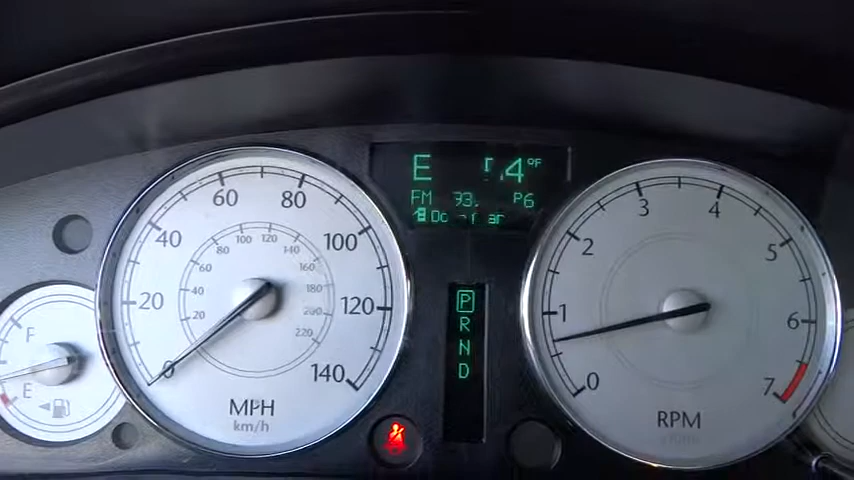 E 4°F
FM 93. P6
60 80
40 100
20 120
0 140
80 100 120 140
60 160
40 180
20 200
220
MPH
km/h
F
E
P
R
N
D
3 4
2 5
1 6
0 7
RPM